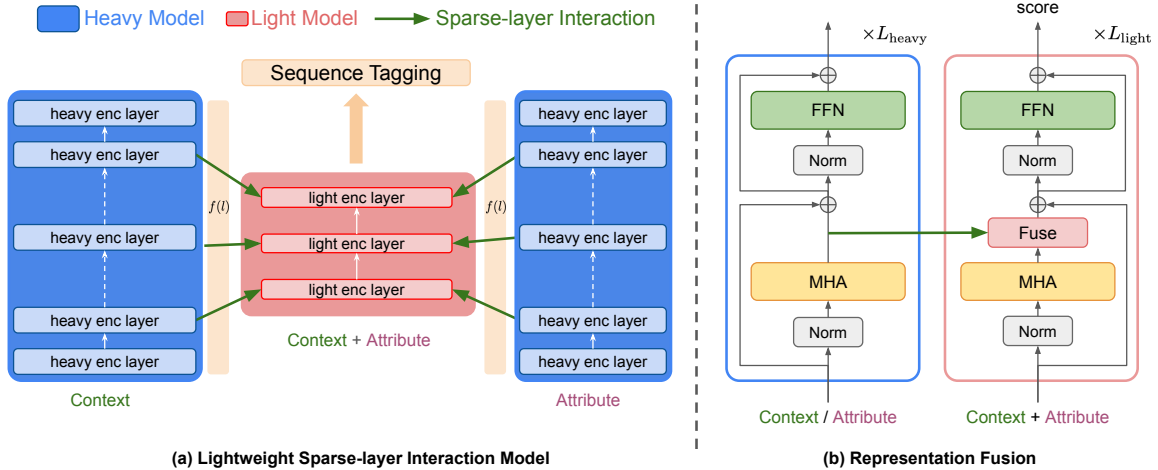 Heavy Model
Light Model
Sparse-layer Interaction
Sequence Tagging
heavy enc layer
heavy enc layer
heavy enc layer
heavy enc layer
heavy enc layer
Context
f(l)
light enc layer
light enc layer
light enc layer
Context + Attribute
f(l)
heavy enc layer
heavy enc layer
heavy enc layer
heavy enc layer
heavy enc layer
Attribute
(a) Lightweight Sparse-layer Interaction Model
×L_heavy
FFN
Norm
MHA
Norm
Context / Attribute
score
×L_light
FFN
Norm
Fuse
MHA
Norm
Context + Attribute
(b) Representation Fusion